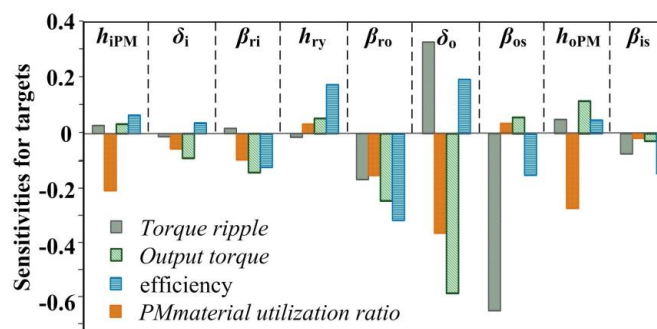 0.4
h_iPM δ_i β_ri h_ry β_ro δ_o β_os h_oPM β_is
0.2
0
-0.2
-0.4
-0.6
Sensitivities for targets
Torque ripple
Output torque
efficiency
PMmaterial utilization ratio